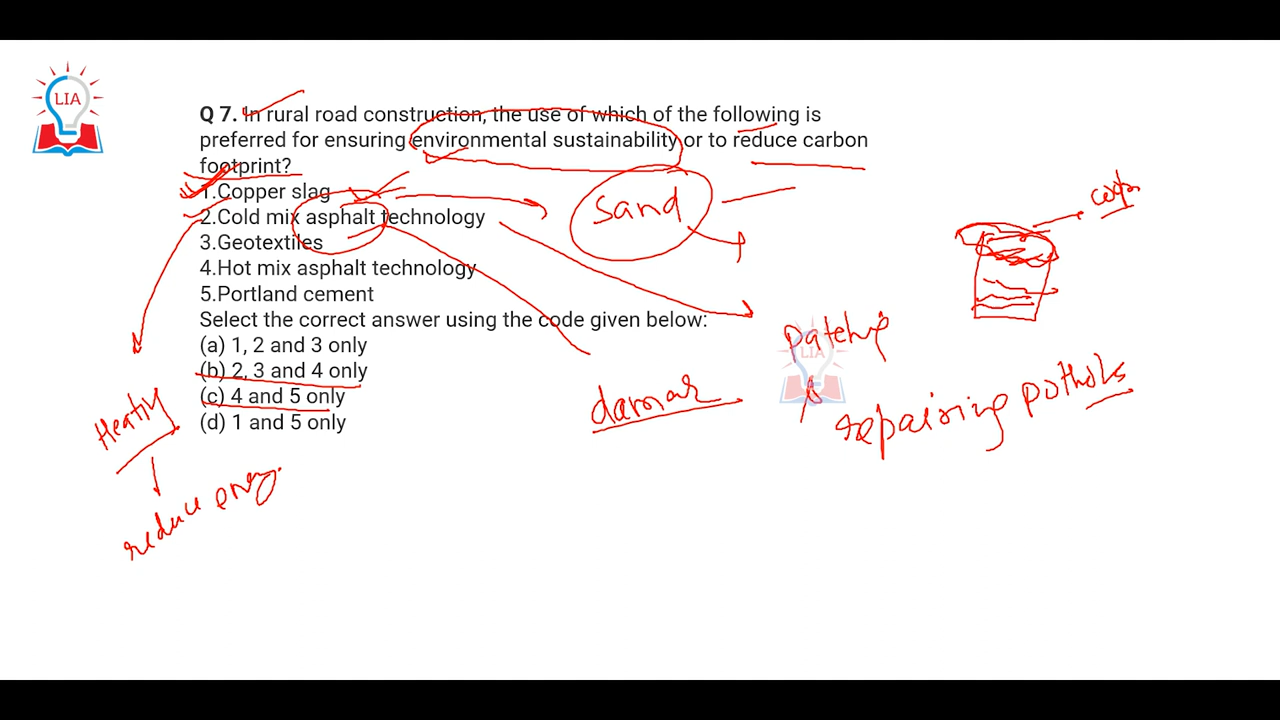 LIA
Q 7. In rural road construction, the use of which of the following is
preferred for ensuring environmental sustainability or to reduce carbon
footprint?
1.Copper slag
2.Cold mix asphalt technology
3.Geotextiles
4.Hot mix asphalt technology
5.Portland cement
Select the correct answer using the code given below:
(a) 1, 2 and 3 only
(b) 2, 3 and 4 only
(c) 4 and 5 only
(d) 1 and 5 only
Sand
LIA
damar
repairing potholes
Heating
reduce energy